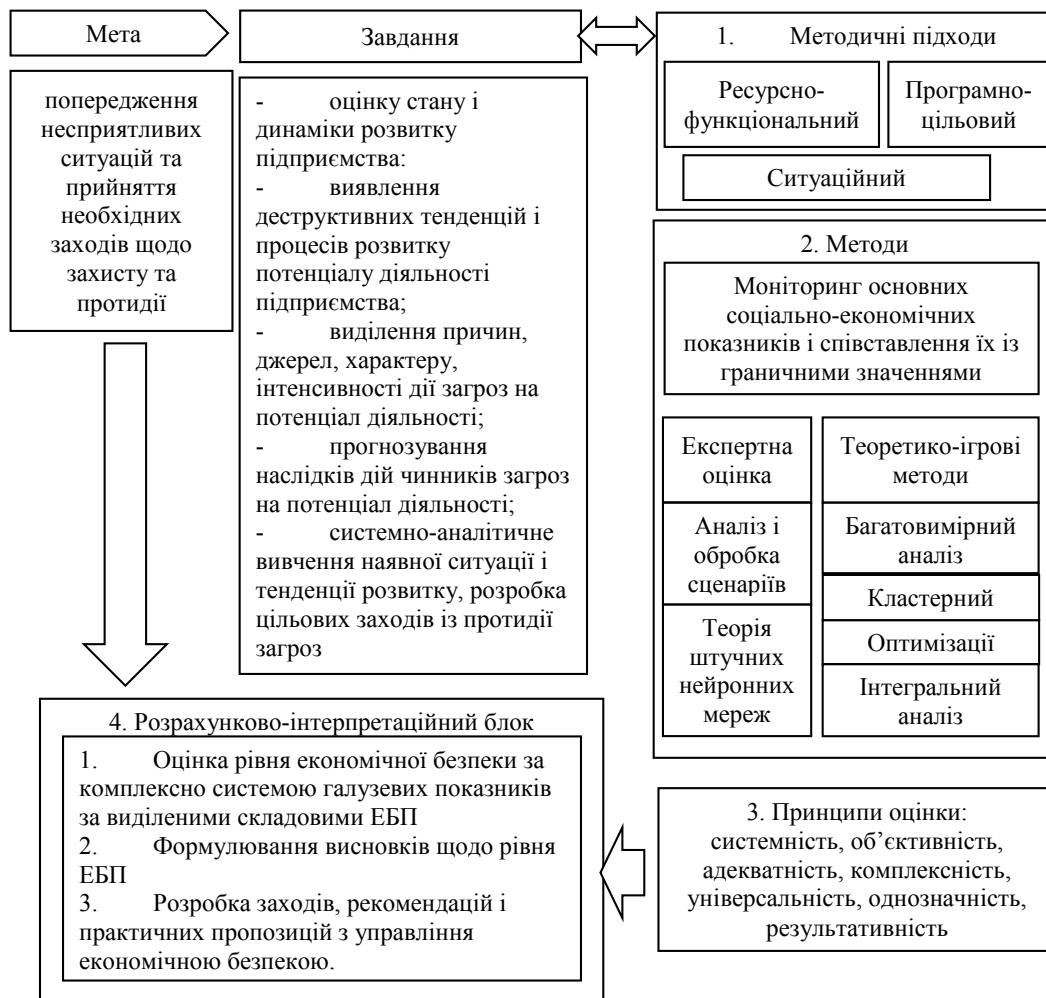 Мета
попередження
несприятливих
ситуацій та
прийняття
необхідних
заходів щодо
захисту та
протидії
Завдання
- оцінку стану і
динаміки розвитку
підприємства:
- виявлення
деструктивних тенденцій і
процесів розвитку
потенціалу діяльності
підприємства;
- виділення причин,
джерел, характеру,
інтенсивності дії загроз на
потенціал діяльності;
- прогнозування
наслідків дій чинників загроз
на потенціал діяльності;
- системно-аналітичне
вивчення наявної ситуації і
тенденції розвитку, розробка
цільових заходів із протидії
загроз
1. Методичні підходи
Ресурсно-
функціональний
Програмно-
цільовий
Ситуаційний
2. Методи
Моніторинг основних
соціально-економічних
показників і співставлення їх із
граничними значеннями
Експертна
оцінка
Аналіз і
обробка
сценаріїв
Теорія
штучних
нейронних
мереж
Теоретико-ігрові
методи
Багатовимірний
аналіз
Кластерний
Оптимізації
Інтегральний
аналіз
3. Принципи оцінки:
системність, об’єктивність,
адекватність, комплексність,
універсальність, однозначність,
результативність
4. Розрахунково-інтерпретаційний блок
1. Оцінка рівня економічної безпеки за
комплексно системою галузевих показників
за виділеними складовими ЕБП
2. Формулювання висновків щодо рівня
ЕБП
3. Розробка заходів, рекомендацій і
практичних пропозицій з управління
економічною безпекою.